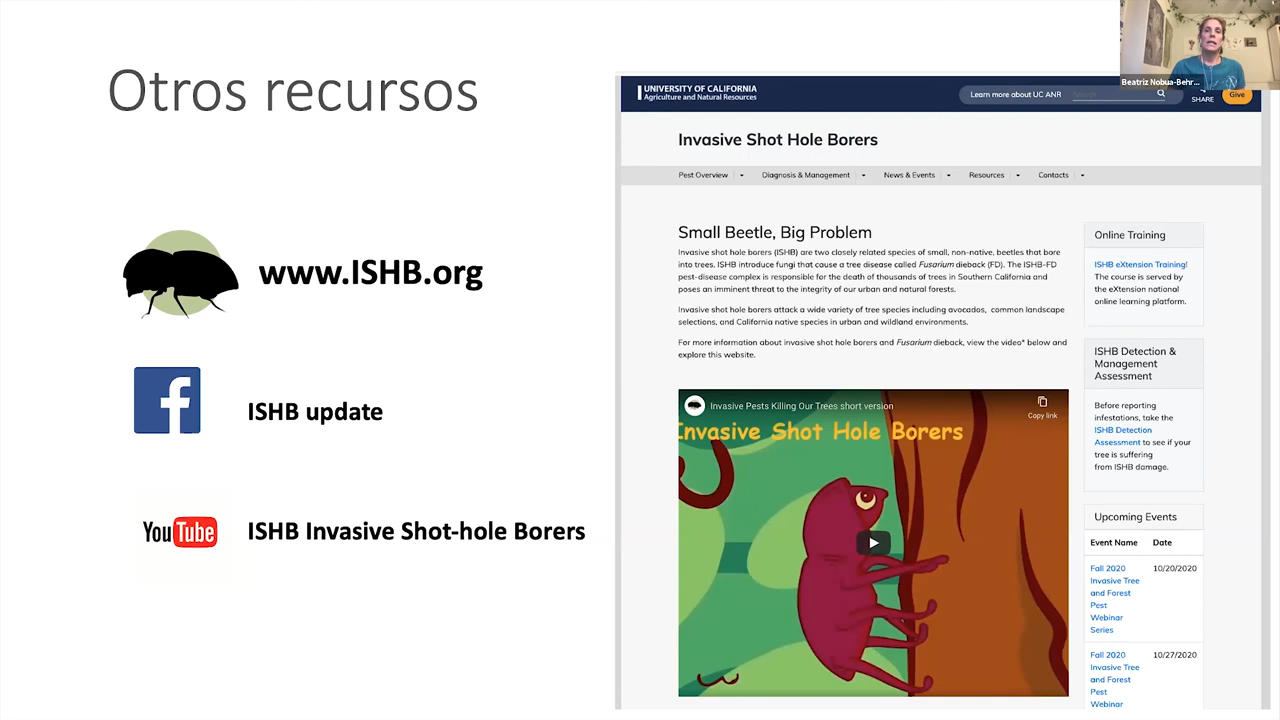 Otros recursos
www.ISHB.org
ISHB update
YouTube
ISHB Invasive Shot-hole Borers
Beatriz Nobua-Behr...
UNIVERSITY OF CALIFORNIA
Agriculture and Natural Resources
Learn more about UC ANR
Search
SHARE
Give
Invasive Shot Hole Borers
Pest Overview
Diagnosis & Management
News & Events
Resources
Contacts
Small Beetle, Big Problem
Invasive shot hole borers (ISHB) are two closely related species of small, non-native, beetles that bore
into trees. ISHB introduce fungi that cause a tree disease called Fusarium dieback (FD). The ISHB-FD
pest-disease complex is responsible for the death of thousands of trees in Southern California and
poses an imminent threat to the integrity of our urban and natural forests.
Invasive shot hole borers attack a wide variety of tree species including avocados, common landscape
selections, and California native species in urban and wildland environments.
For more information about invasive shot hole borers and Fusarium dieback, view the video* below and
explore this website.
Invasive Pests Killing Our Trees short version
Copy link
Invasive Shot Hole Borers
Online Training
ISHB eXtension Training!
The course is served by
the eXtension national
online learning platform.
ISHB Detection &
Management
Assessment
Before reporting
infestations, take the
ISHB Detection
Assessment to see if your
tree is suffering
from ISHB damage.
Upcoming Events
Event Name Date
Fall 2020 10/20/2020
Invasive Tree
and Forest
Pest
Webinar
Series
Fall 2020 10/27/2020
Invasive Tree
and Forest
Pest
Webinar